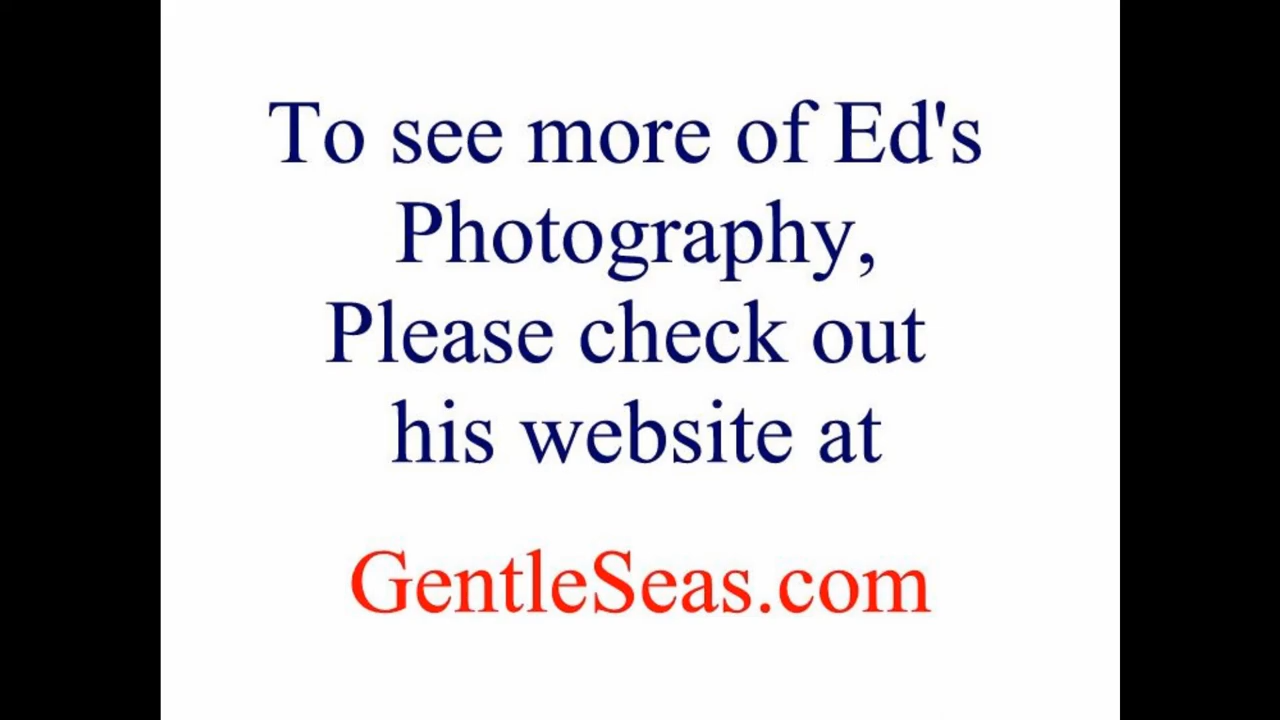 To see more of Ed's
Photography,
Please check out
his website at
GentleSeas.com